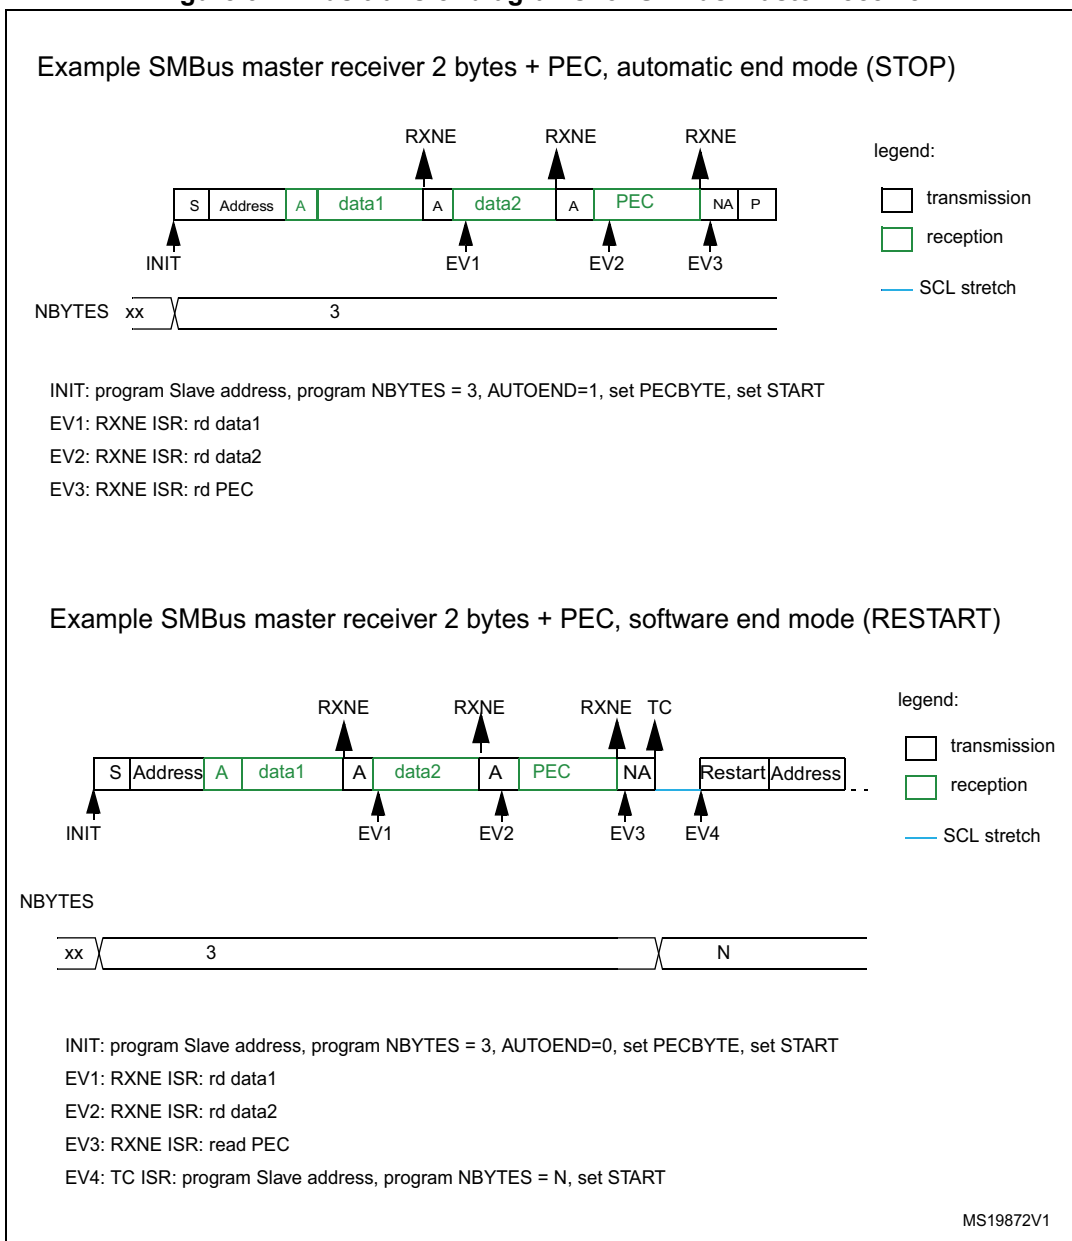 Example SMBus master receiver 2 bytes + PEC, automatic end mode (STOP)
RXNE RXNE RXNE
legend:
S Address A data1 A data2 A PEC NA P
transmission
reception
INIT EV1 EV2 EV3
SCL stretch
NBYTES xx 3
INIT: program Slave address, program NBYTES = 3, AUTOEND=1, set PECBYTE, set START
EV1: RXNE ISR: rd data1
EV2: RXNE ISR: rd data2
EV3: RXNE ISR: rd PEC
Example SMBus master receiver 2 bytes + PEC, software end mode (RESTART)
RXNE RXNE RXNE TC
legend:
S Address A data1 A data2 A PEC NA Restart Address
transmission
reception
INIT EV1 EV2 EV3 EV4
SCL stretch
NBYTES
xx 3 N
INIT: program Slave address, program NBYTES = 3, AUTOEND=0, set PECBYTE, set START
EV1: RXNE ISR: rd data1
EV2: RXNE ISR: rd data2
EV3: RXNE ISR: read PEC
EV4: TC ISR: program Slave address, program NBYTES = N, set START
MS19872V1